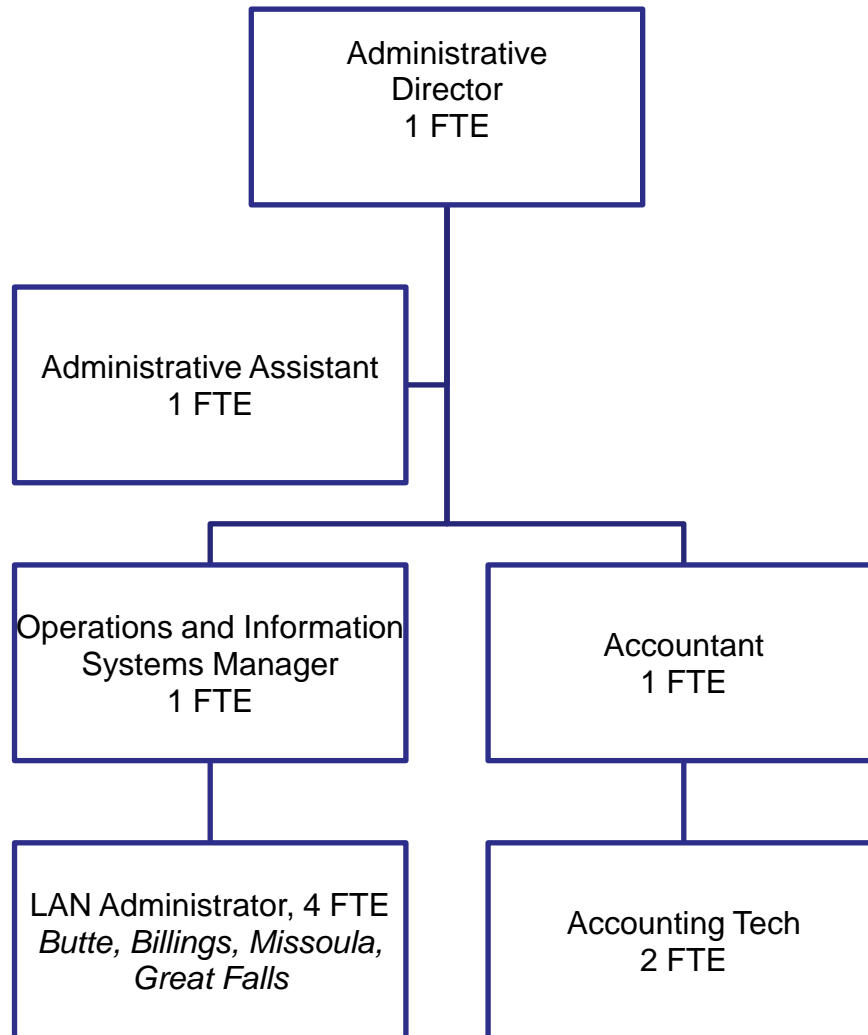 Administrative
Director
1 FTE
Administrative Assistant
1 FTE
Operations and Information
Systems Manager
1 FTE
Accountant
1 FTE
LAN Administrator, 4 FTE
Butte, Billings, Missoula,
Great Falls
Accounting Tech
2 FTE